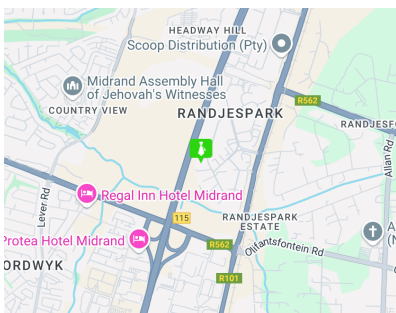 HEADWAY HILL
Scoop Distribution (Pty)
Midrand Assembly Hall
of Jehovah's Witnesses
COUNTRY VIEW
R562
RANDJESPARK
RANDJESF
Allan Rd
Lever Rd
Regal Inn Hotel Midrand
115
RANDJESPARK
ESTATE
Protea Hotel Midrand
R562
Olifantsfontein Rd
A
(N
ORDWYK
R101